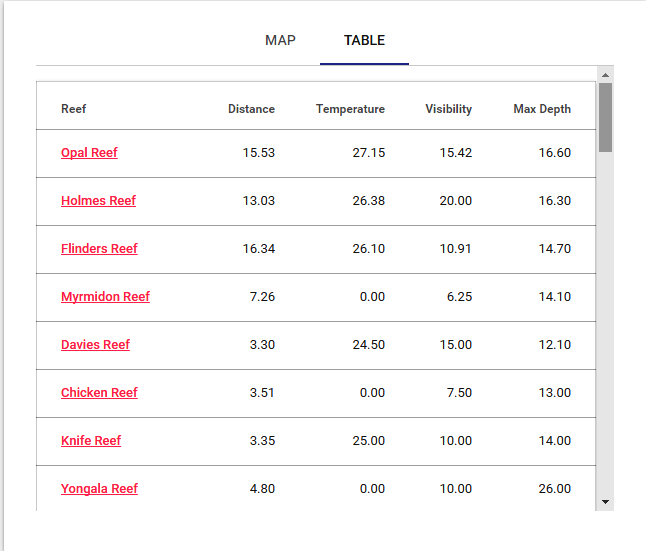 MAP TABLE
Reef Distance Temperature Visibility Max Depth
Opal Reef 15.53 27.15 15.42 16.60
Holmes Reef 13.03 26.38 20.00 16.30
Flinders Reef 16.34 26.10 10.91 14.70
Myrmidon Reef 7.26 0.00 6.25 14.10
Davies Reef 3.30 24.50 15.00 12.10
Chicken Reef 3.51 0.00 7.50 13.00
Knife Reef 3.35 25.00 10.00 14.00
Yongala Reef 4.80 0.00 10.00 26.00